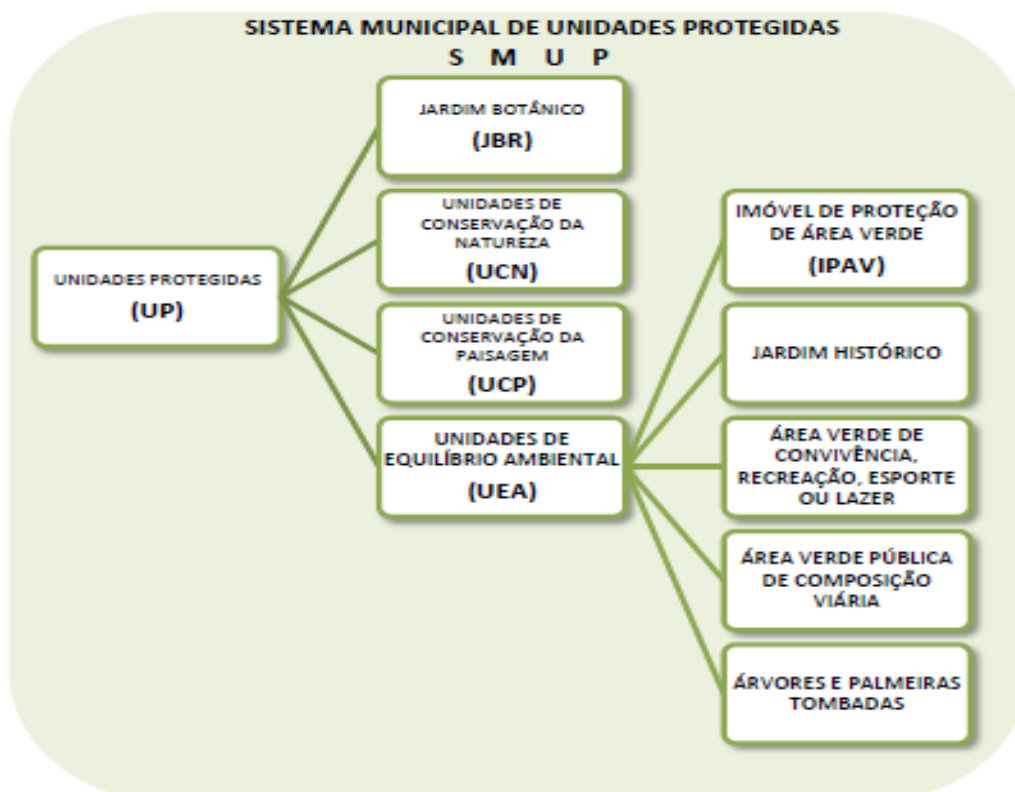 SISTEMA MUNICIPAL DE UNIDADES PROTEGIDAS
S M U P
JARDIM BOTÂNICO
(JBR)
UNIDADES DE
CONSERVAÇÃO DA
NATUREZA
(UCN)
UNIDADES PROTEGIDAS
(UP)
UNIDADES DE
CONSERVAÇÃO DA
PAISAGEM
(UCP)
UNIDADES DE
EQUILÍBRIO AMBIENTAL
(UEA)
IMÓVEL DE PROTEÇÃO
DE ÁREA VERDE
(IPAV)
JARDIM HISTÓRICO
ÁREA VERDE DE
CONVIVÊNCIA,
RECREAÇÃO, ESPORTE
OU LAZER
ÁREA VERDE PÚBLICA
DE COMPOSIÇÃO
VIÁRIA
ÁRVORES E PALMEIRAS
TOMBADAS